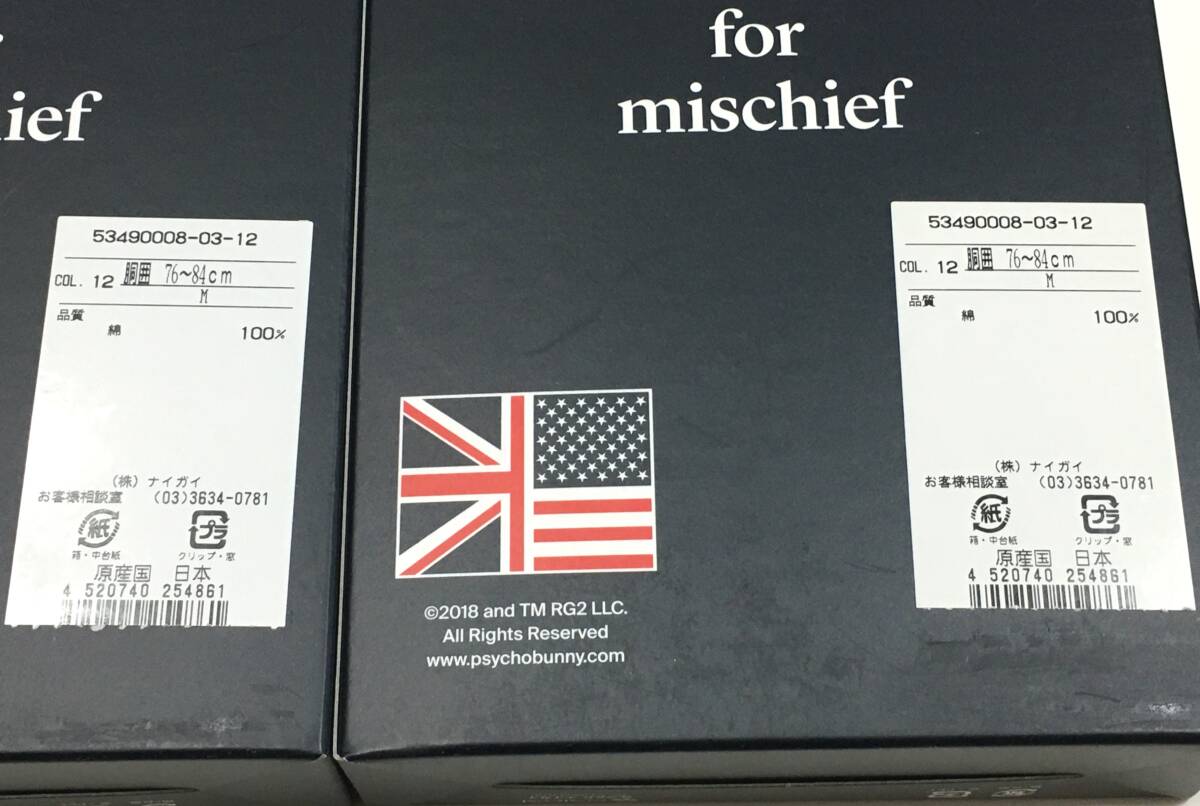 ief
53490008-03-12
COL. 12 胴囲 76~84cm
M
品質
綿 100%
(株) ナイガイ
お客様相談室 (03)3634-0781
紙 プラ
箱・中台紙 クリップ・窓
原産国 日本
4 520740 254861
for
mischief
©2018 and TM RG2 LLC.
All Rights Reserved
www.psychobunny.com
53490008-03-12
COL. 12 胴囲 76~84cm
M
品質
綿 100%
(株) ナイガイ
お客様相談室 (03)3634-0781
紙 プラ
箱・中台紙 クリップ・窓
原産国 日本
4 520740 254861